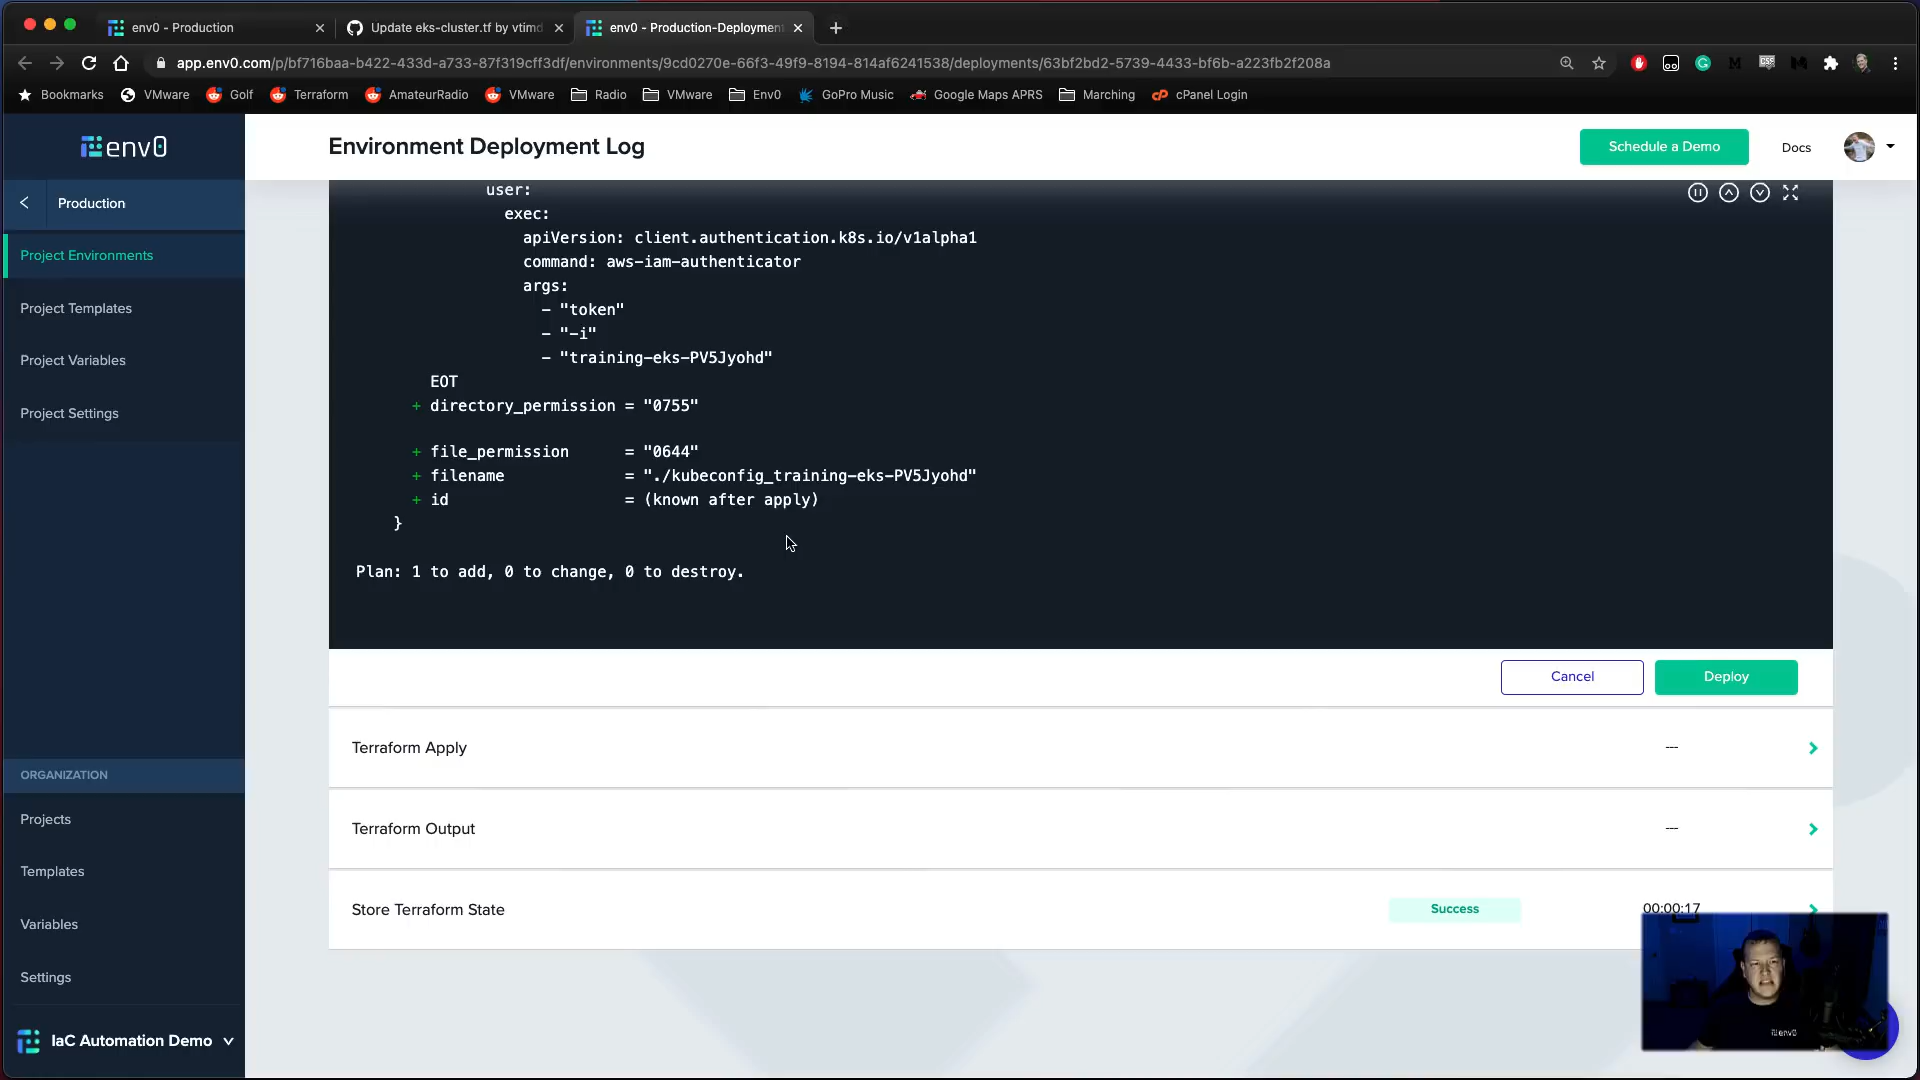 env0 - Production
Update eks-cluster.tf by vtimd
env0 - Production-Deploymen
app.env0.com/p/bf716baa-b422-433d-a733-87f319cff3df/environments/9cd0270e-66f3-49f9-8194-814af6241538/deployments/63bf2bd2-5739-4433-bf6b-a223fb2f208a
Bookmarks
VMware
Golf
Terraform
AmateurRadio
VMware
Radio
VMware
Env0
GoPro Music
Google Maps APRS
Marching
cPanel Login
env0
Environment Deployment Log
Schedule a Demo
Docs
Production
Project Environments
Project Templates
Project Variables
Project Settings
user:
exec:
apiVersion: client.authentication.k8s.io/v1alpha1
command: aws-iam-authenticator
args:
- "token"
- "-i"
- "training-eks-PV5Jyohd"
EOT
+ directory_permission = "0755"
+ file_permission = "0644"
+ filename = "./kubeconfig_training-eks-PV5Jyohd"
+ id = (known after apply)
}
Plan: 1 to add, 0 to change, 0 to destroy.
Cancel
Deploy
Terraform Apply ---
Terraform Output ---
Store Terraform State Success 00:00:17
ORGANIZATION
Projects
Templates
Variables
Settings
IaC Automation Demo
env0